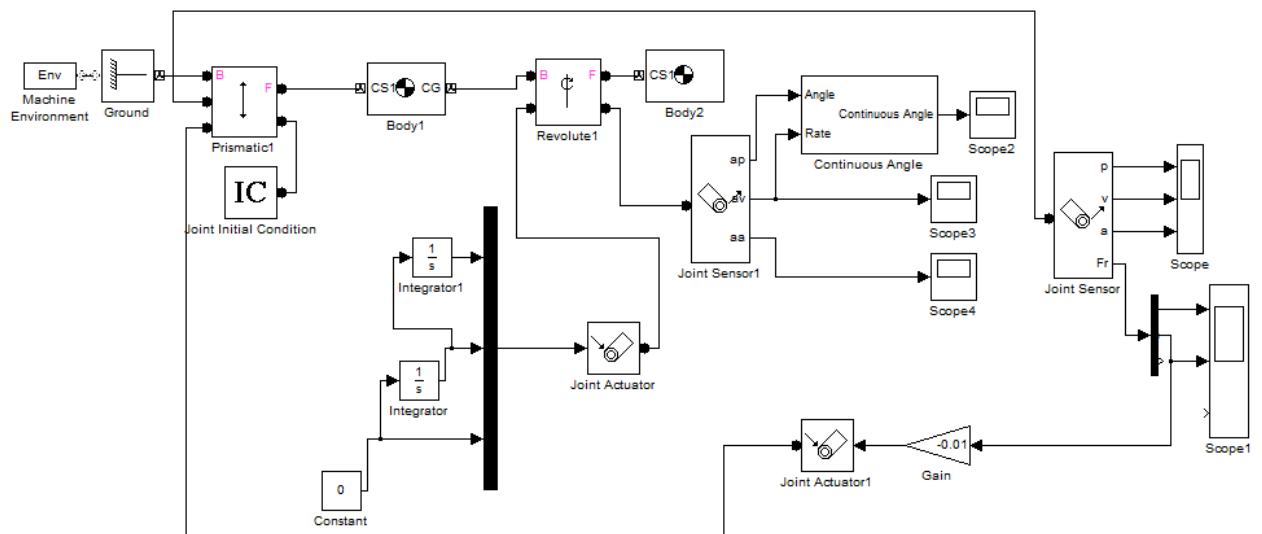 Env
Machine
Environment
Ground
B
F
Prismatic1
IC
Joint Initial Condition
CS1
CG
Body1
B
F
Revolute1
CS1
Body2
ap
av
aa
Joint Sensor1
Angle
Rate
Continuous Angle
Continuous Angle
Scope2
Scope3
Scope4
p
v
a
Fr
Joint Sensor
Scope
Scope1
1
s
Integrator1
1
s
Integrator
0
Constant
Joint Actuator
Joint Actuator1
-0.01
Gain